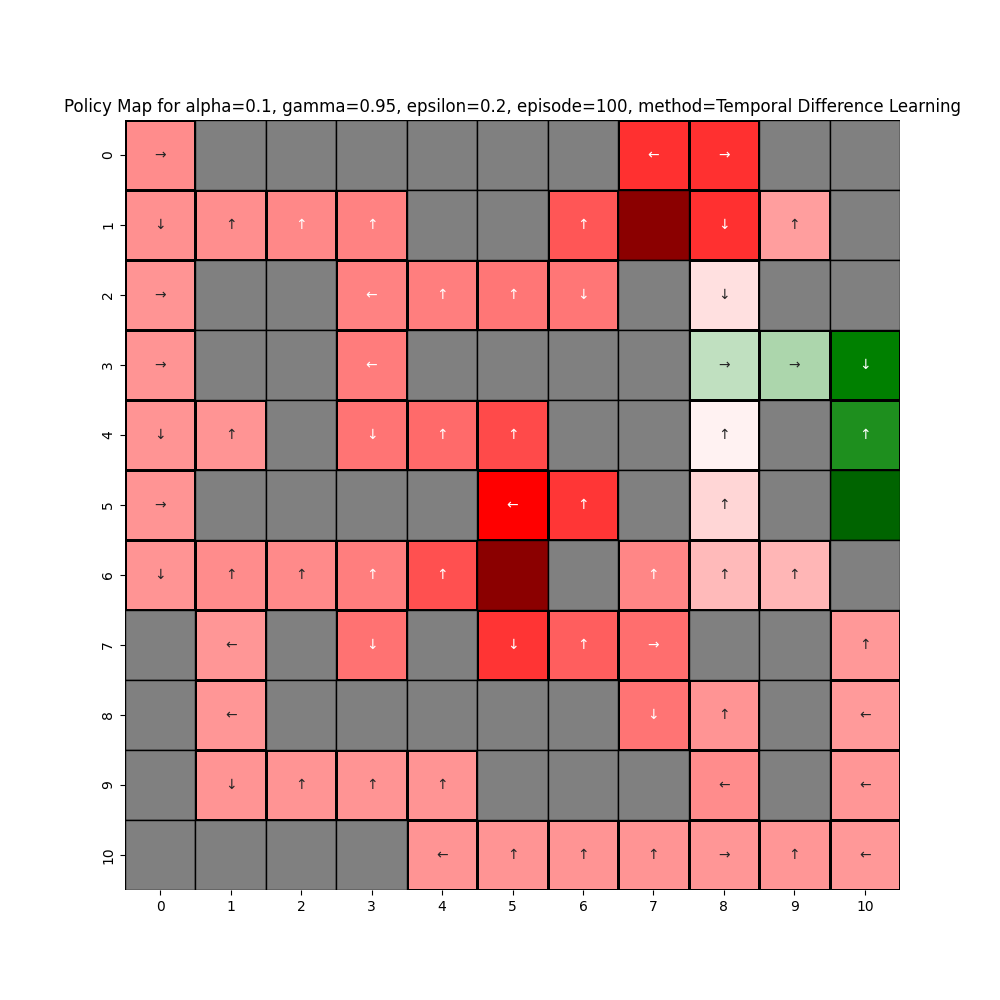 Policy Map for alpha=0.1, gamma=0.95, epsilon=0.2, episode=100, method=Temporal Difference Learning
0 → ← →
1 ↓ ↑ ↑ ↑ ↑ ↓ ↑
2 → ← ↑ ↑ ↓ ↓
3 → ← → → ↓
4 ↓ ↑ ↓ ↑ ↑ ↑ ↑
5 → ← ↑ ↑
6 ↓ ↑ ↑ ↑ ↑ ↑ ↑ ↑
7 ← ↓ ↓ ↑ → ↑
8 ← ↓ ↑ ←
9 ↓ ↑ ↑ ↑ ← ←
10 ← ↑ ↑ ↑ → ↑ ←
0 1 2 3 4 5 6 7 8 9 10